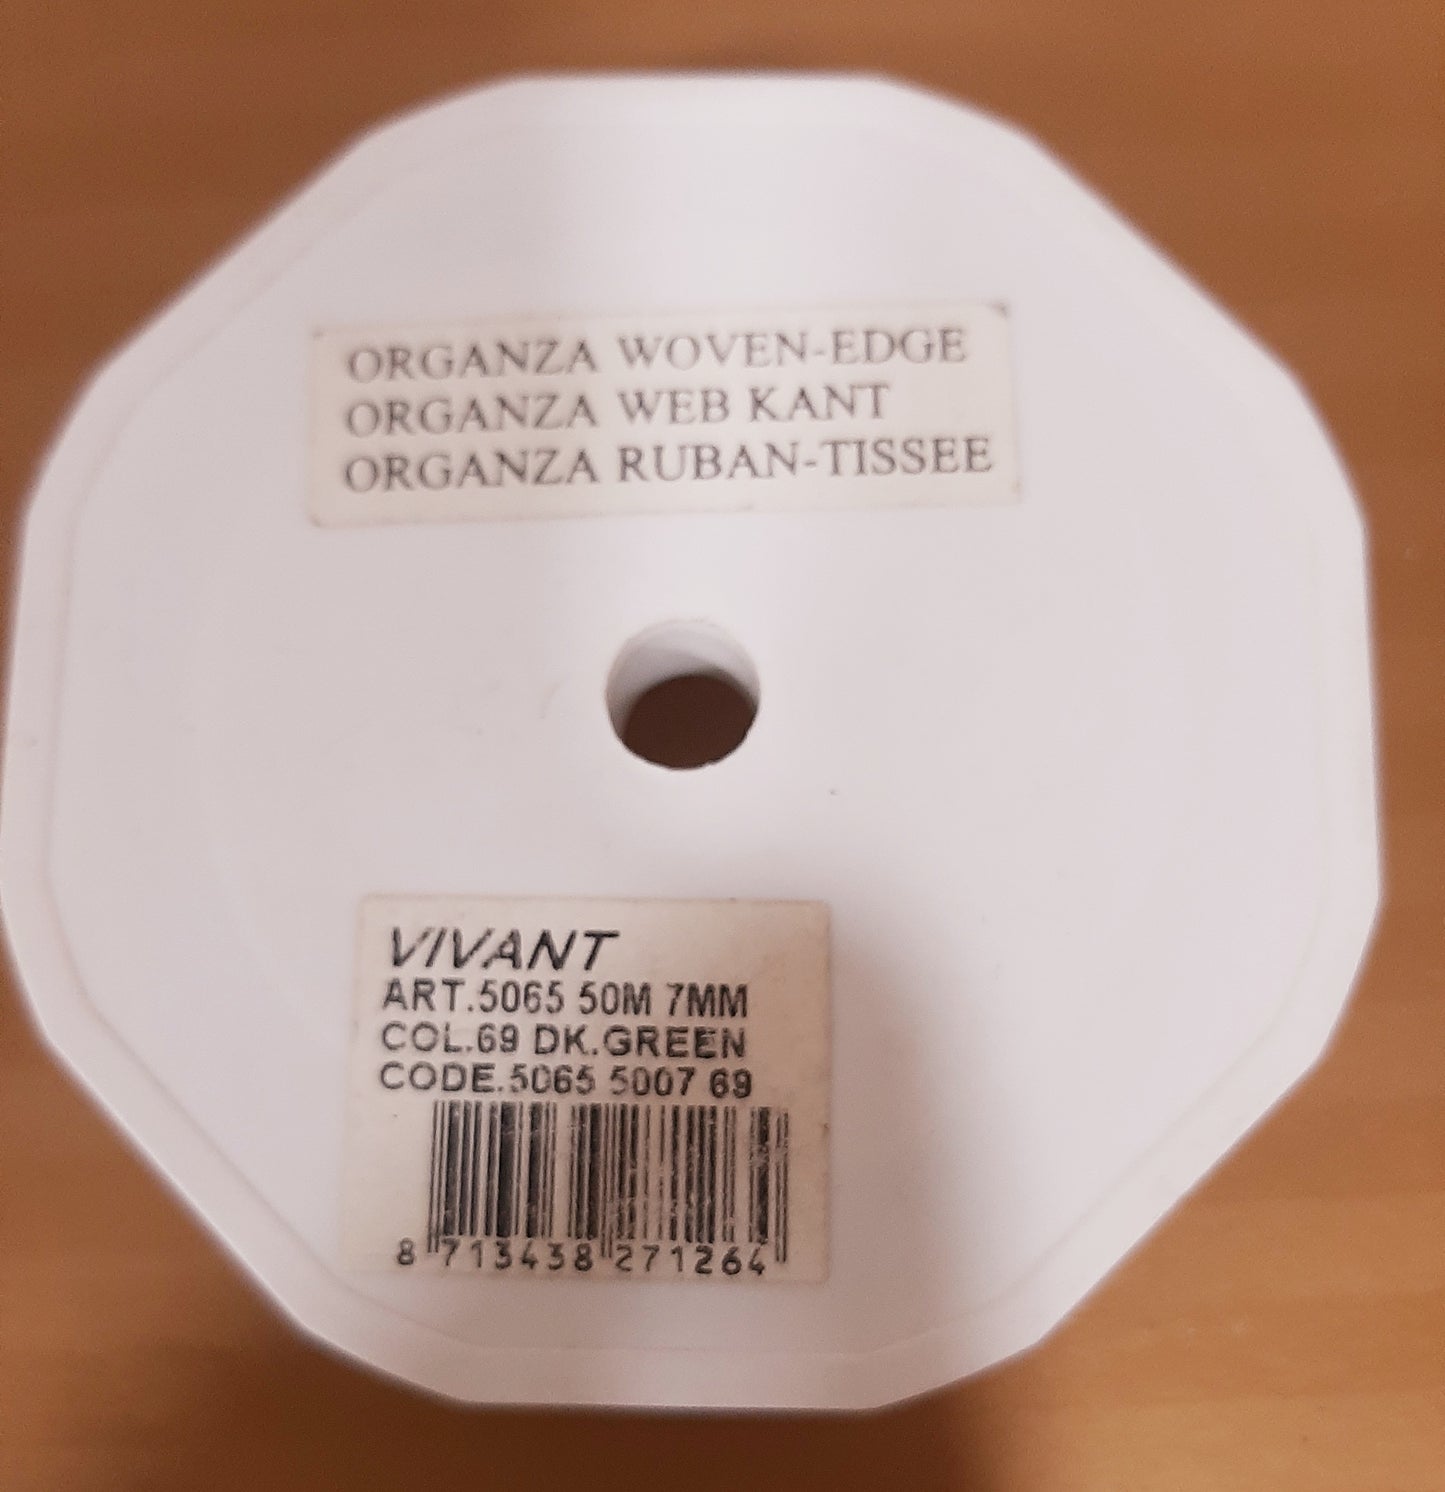 ORGANZA WOVEN-EDGE
ORGANZA WEB KANT
ORGANZA RUBAN-TISSEE
VIVANT
ART.5065 50M 7MM
COL.69 DK.GREEN
CODE.5065 5007 69
8 713438 271264